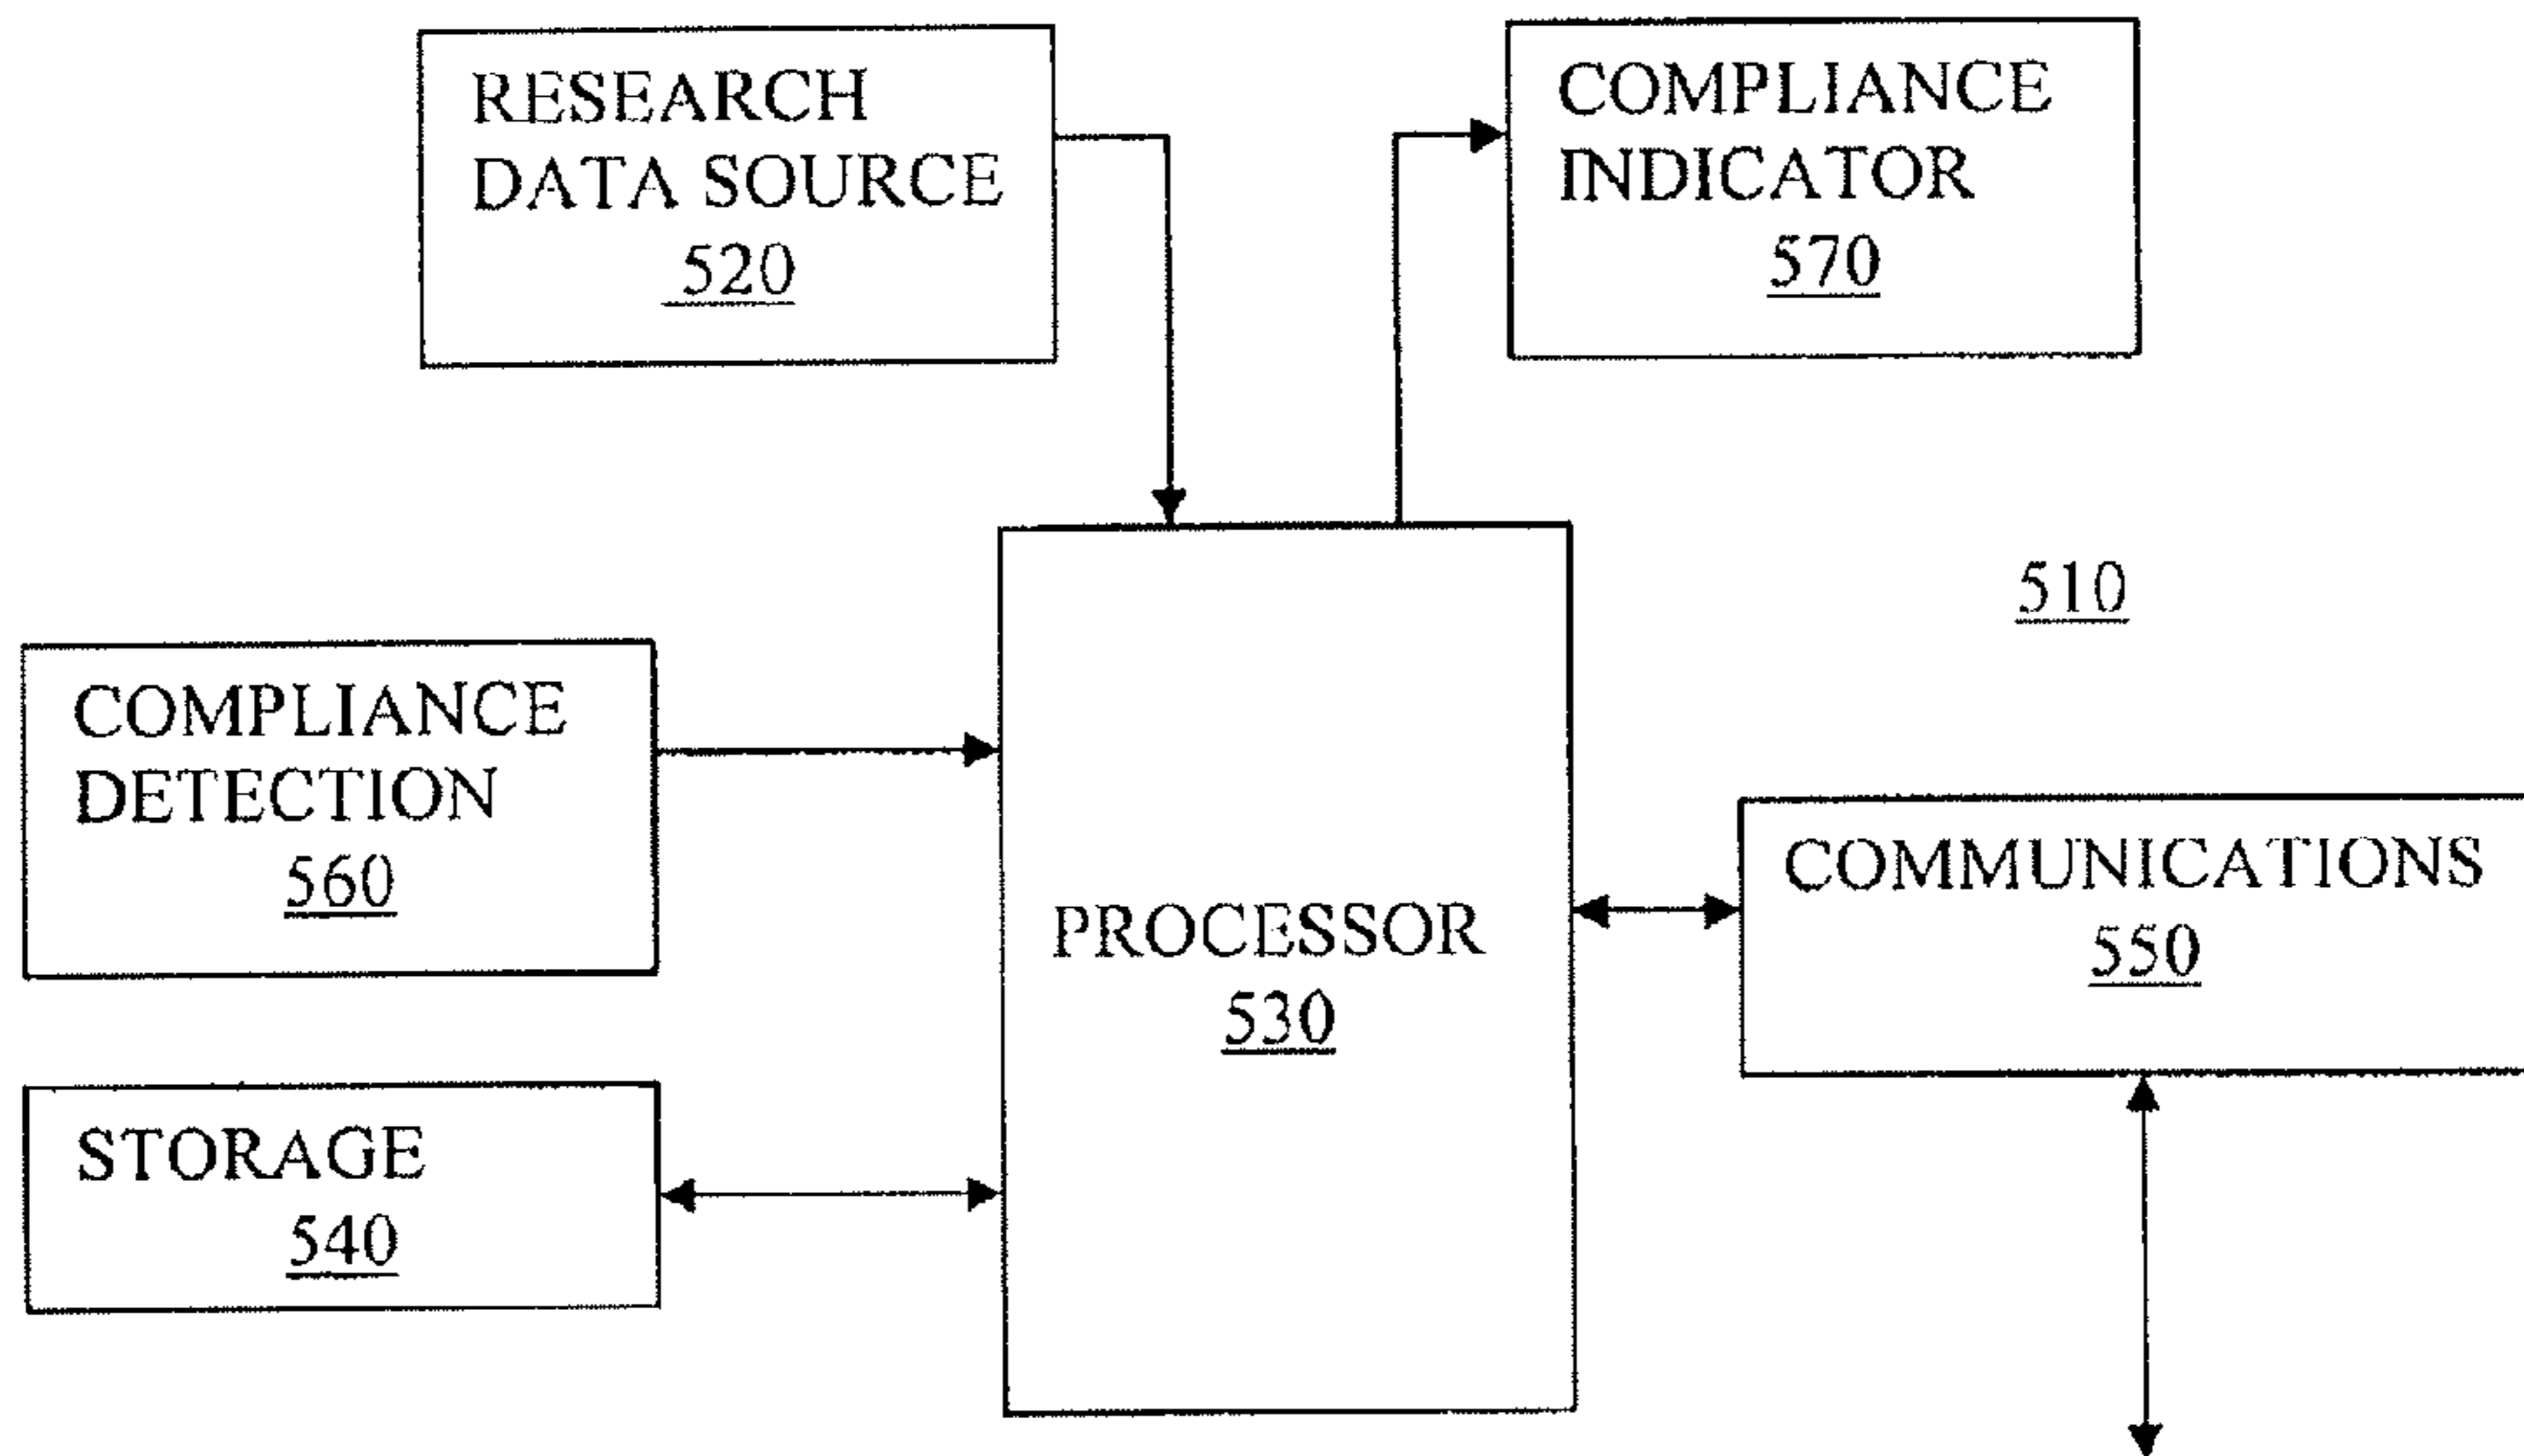 RESEARCH
DATA SOURCE
520
COMPLIANCE
INDICATOR
570
510
COMPLIANCE
DETECTION
560
PROCESSOR
530
COMMUNICATIONS
550
STORAGE
540